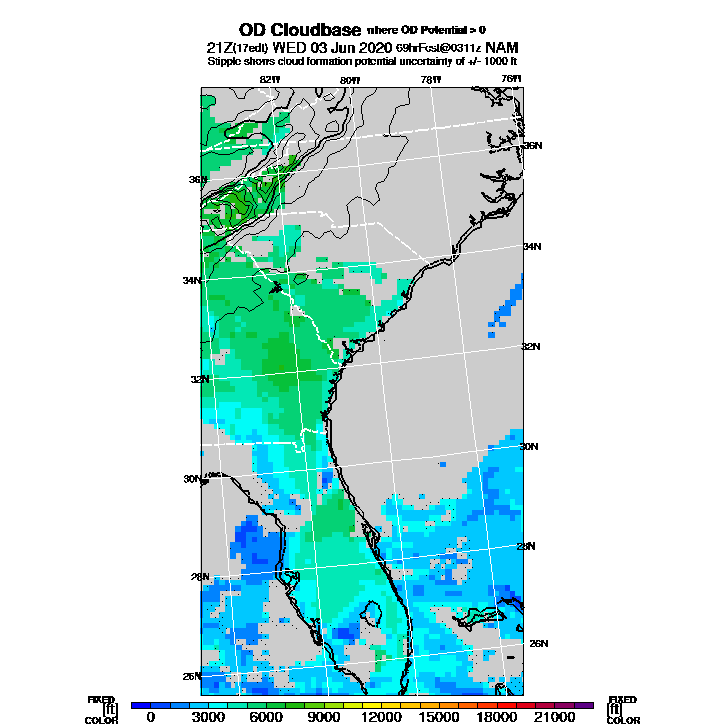 OD Cloudbase where OD Potential > 0
21Z(17edt) WED 03 Jun 2020 69hrFcst@0311z NAM
Stipple shows cloud formation potential uncertainty of +/- 1000 ft
82W 80W 78W 76W
36N
36N
34N
34N
32N
32N
30N
30N
28N
28N
26N
26N
FIXED FIXED
[ft] 0 3000 6000 9000 12000 15000 18000 21000 [ft]
COLOR COLOR